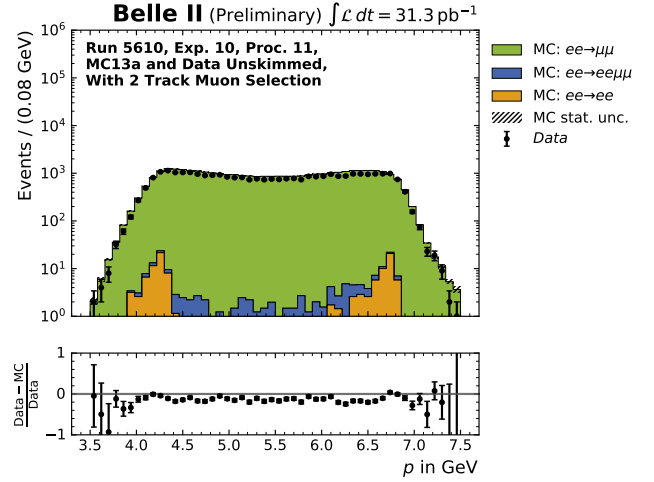 Belle II (Preliminary) ∫ℒ dt = 31.3 pb⁻¹
Run 5610, Exp. 10, Proc. 11,
MC13a and Data Unskimmed,
With 2 Track Muon Selection
MC: ee→μμ
MC: ee→eeμμ
MC: ee→ee
MC stat. unc.
Data
Events / (0.08 GeV)
10⁶
10⁵
10⁴
10³
10²
10¹
10⁰
Data − MC
Data
1
0
−1
3.5 4.0 4.5 5.0 5.5 6.0 6.5 7.0 7.5
p in GeV